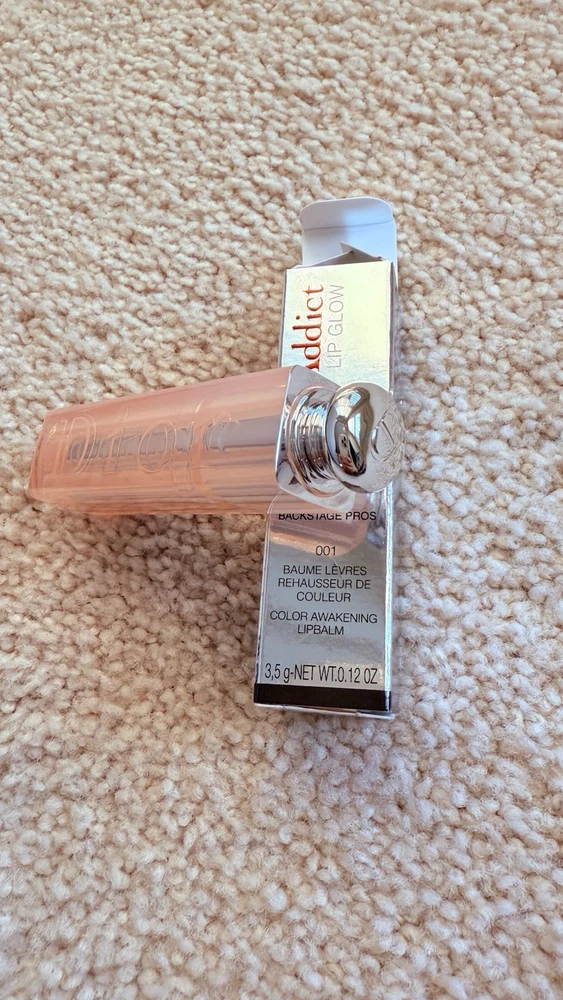 Addict
LIP GLOW
Dior
BACKSTAGE PROS
001
BAUME LÈVRES
REHAUSSEUR DE
COULEUR
COLOR AWAKENING
LIPBALM
3,5 g-NET WT.0.12 OZ